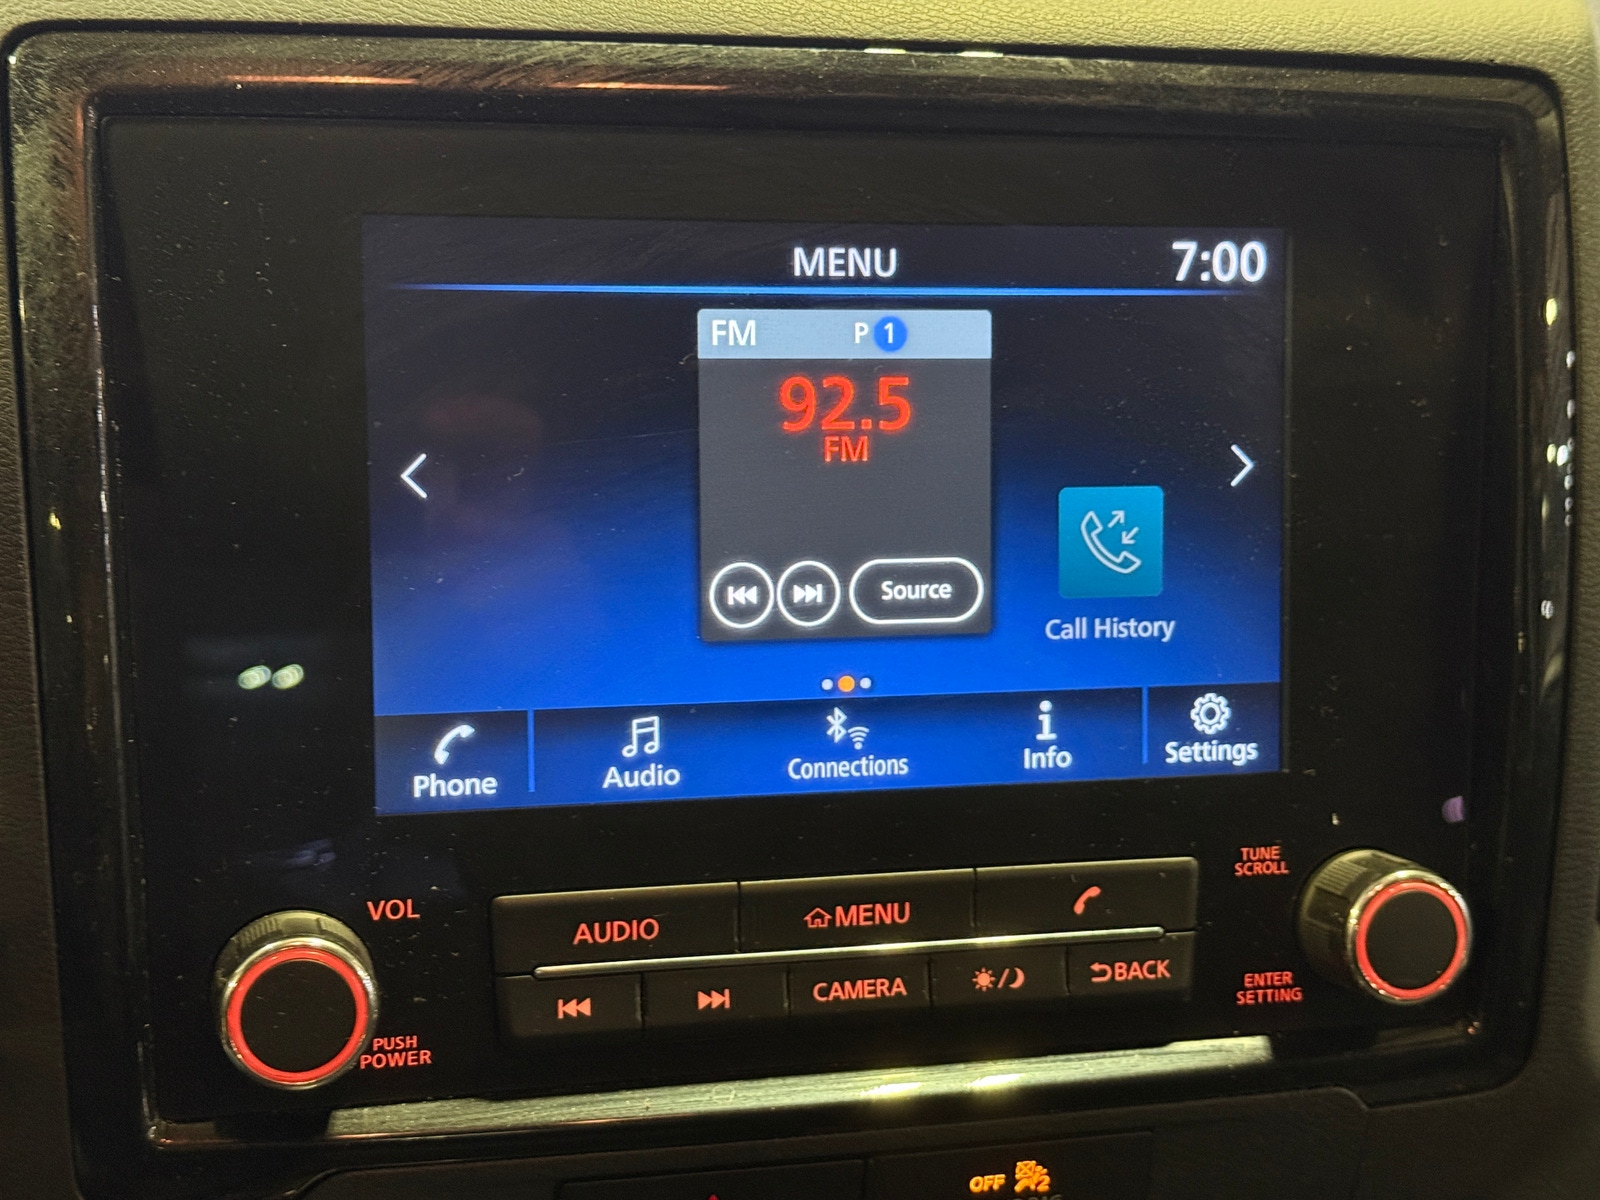 MENU
7:00
FM P 1
92.5
FM
Source
Call History
Phone
Audio
Connections
Info
Settings
VOL
PUSH
POWER
AUDIO
MENU
CAMERA
BACK
TUNE
SCROLL
ENTER
SETTING
OFF